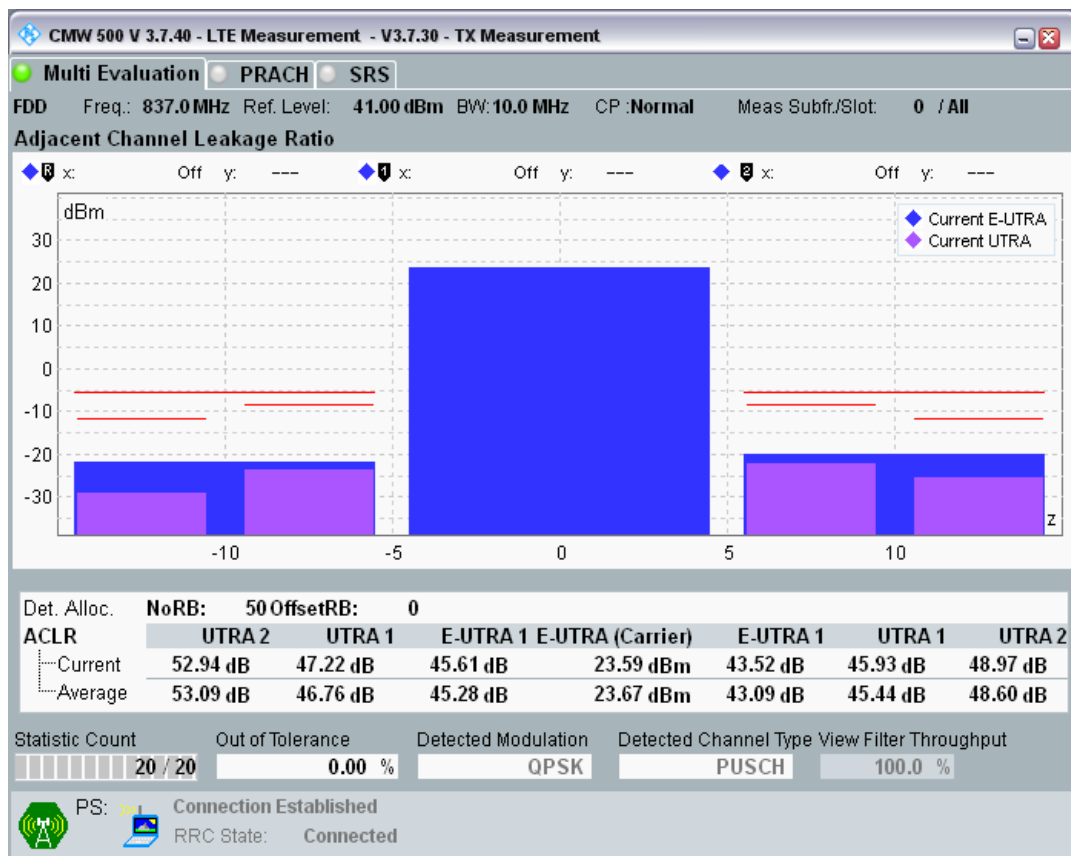 CMW 500 V 3.7.40 - LTE Measurement - V3.7.30 - TX Measurement
Multi Evaluation PRACH SRS
FDD Freq.: 837.0 MHz Ref. Level: 41.00 dBm BW: 10.0 MHz CP :Normal Meas Subfr./Slot: 0 / All
Adjacent Channel Leakage Ratio
R x: Off y: --- 1 x: Off y: --- 2 x: Off y: ---
dBm
Current E-UTRA
Current UTRA
30
20
10
0
-10
-20
-30
z
-10 -5 0 5 10
Det. Alloc. NoRB: 50 OffsetRB: 0
ACLR UTRA 2 UTRA 1 E-UTRA 1 E-UTRA (Carrier) E-UTRA 1 UTRA 1 UTRA 2
Current 52.94 dB 47.22 dB 45.61 dB 23.59 dBm 43.52 dB 45.93 dB 48.97 dB
Average 53.09 dB 46.76 dB 45.28 dB 23.67 dBm 43.09 dB 45.44 dB 48.60 dB
Statistic Count Out of Tolerance Detected Modulation Detected Channel Type View Filter Throughput
20 / 20 0.00 % QPSK PUSCH 100.0 %
PS: Connection Established
RRC State: Connected